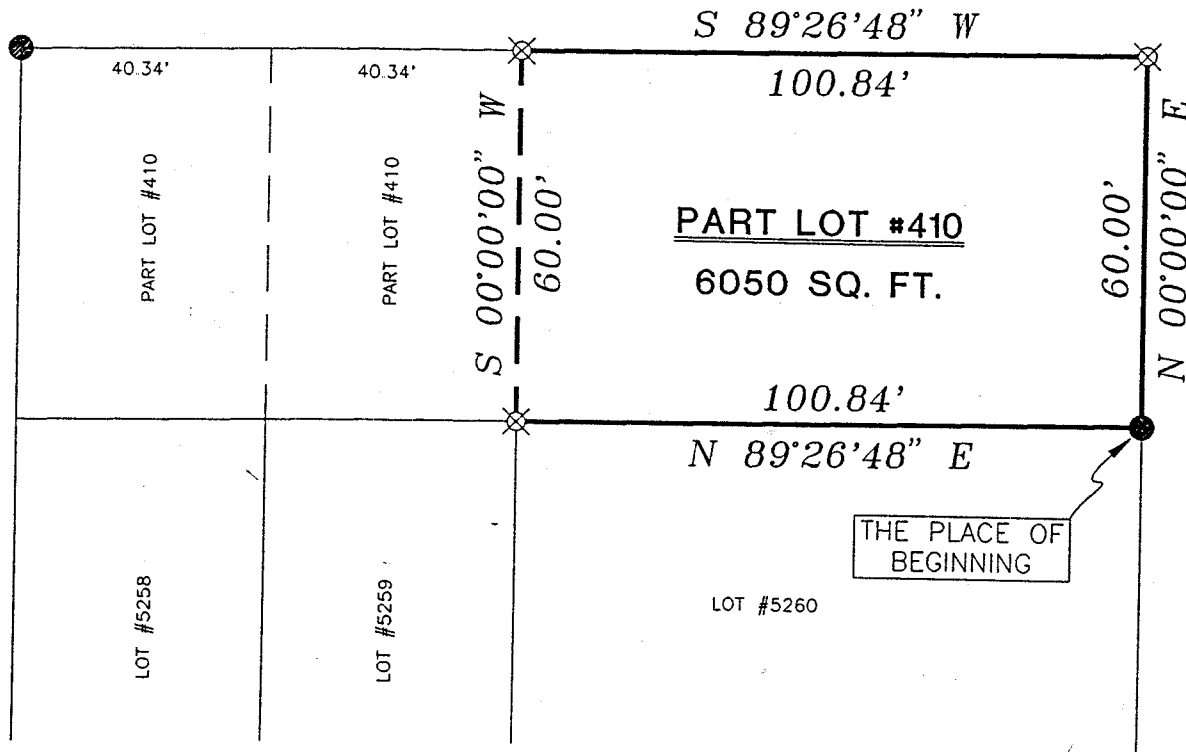 S 89°26'48" W
40.34'
40.34'
100.84'
PART LOT #410
PART LOT #410
S 00°00'00" W
60.00'
PART LOT #410
6050 SQ. FT.
60.00'
N 00°00'00" E
100.84'
N 89°26'48" E
THE PLACE OF
BEGINNING
LOT #5258
LOT #5259
LOT #5260